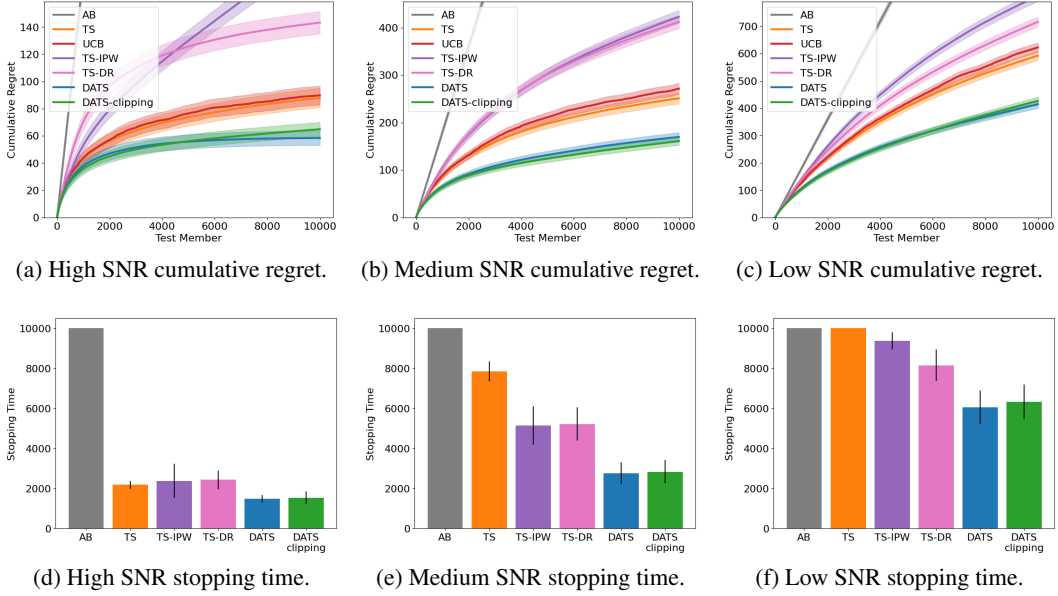 Cumulative Regret
160
140
120
100
80
60
40
20
0
AB
TS
UCB
TS-IPW
TS-DR
DATS
DATS-clipping
0 2000 4000 6000 8000 10000
Test Member
(a) High SNR cumulative regret.
Cumulative Regret
400
300
200
100
0
AB
TS
UCB
TS-IPW
TS-DR
DATS
DATS-clipping
0 2000 4000 6000 8000 10000
Test Member
(b) Medium SNR cumulative regret.
Cumulative Regret
700
600
500
400
300
200
100
0
AB
TS
UCB
TS-IPW
TS-DR
DATS
DATS-clipping
0 2000 4000 6000 8000 10000
Test Member
(c) Low SNR cumulative regret.
Stopping Time
10000
8000
6000
4000
2000
0
AB TS TS-IPW TS-DR DATS DATS
clipping
(d) High SNR stopping time.
Stopping Time
10000
8000
6000
4000
2000
0
AB TS TS-IPW TS-DR DATS DATS
clipping
(e) Medium SNR stopping time.
Stopping Time
10000
8000
6000
4000
2000
0
AB TS TS-IPW TS-DR DATS DATS
clipping
(f) Low SNR stopping time.